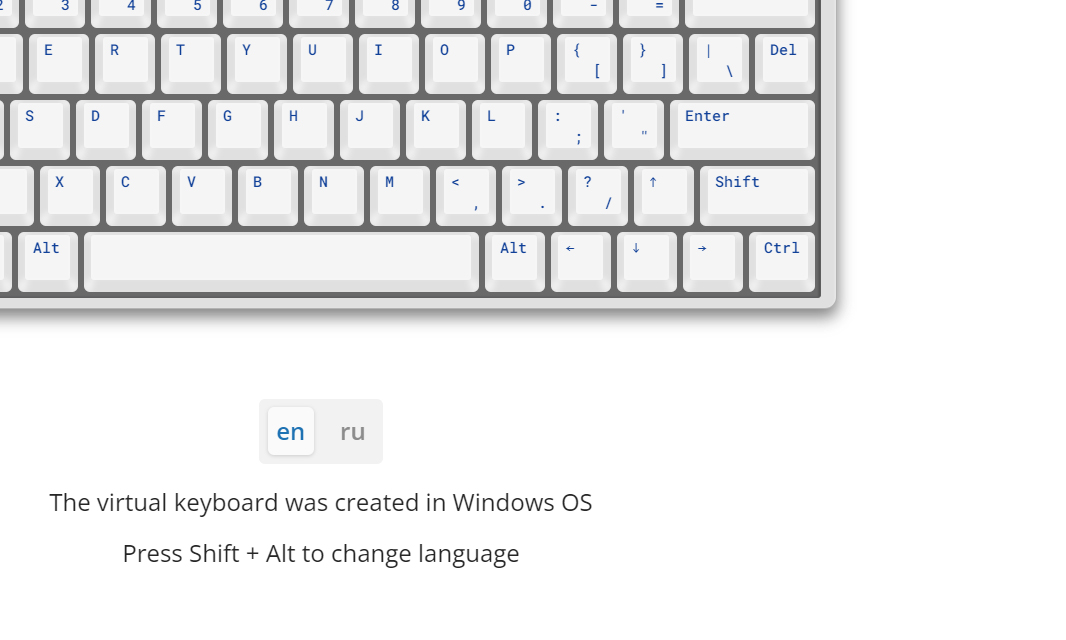 3 4 5 6 7 8 9 0 - =
E R T Y U I O P { [ } ] | \ Del
S D F G H J K L : ; ' " Enter
X C V B N M < , > . ? / ↑ Shift
Alt Alt ← ↓ → Ctrl
en ru
The virtual keyboard was created in Windows OS
Press Shift + Alt to change language